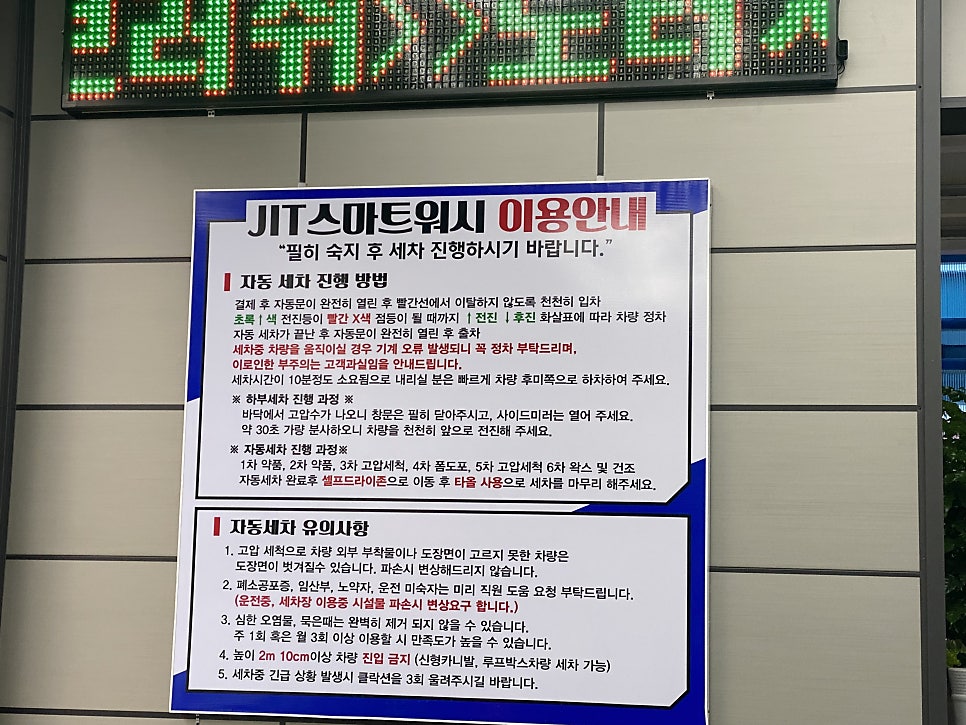 JIT스마트워시 이용안내
“필히 숙지 후 세차 진행하시기 바랍니다.”
자동 세차 진행 방법
결제 후 자동문이 완전히 열린 후 빨간선에서 이탈하지 않도록 천천히 입차
초록↑색 전진등이 빨간 X색 점등이 될 때까지 ↑전진 ↓후진 화살표에 따라 차량 정차
자동 세차가 끝난 후 자동문이 완전히 열린 후 출차
세차중 차량을 움직이실 경우 기계 오류 발생되니 꼭 정차 부탁드리며,
이로인한 부주의는 고객과실임을 안내드립니다.
세차시간이 10분정도 소요됨으로 내리실 분은 빠르게 차량 후미쪽으로 하차하여 주세요.
※ 하부세차 진행 과정 ※
바닥에서 고압수가 나오니 창문은 필히 닫아주시고, 사이드미러는 열어 주세요.
약 30초 가량 분사하오니 차량을 천천히 앞으로 전진해 주세요.
※ 자동세차 진행 과정※
1차 약품, 2차 약품, 3차 고압세척, 4차 폼도포, 5차 고압세척 6차 왁스 및 건조
자동세차 완료후 셀프드라이존으로 이동 후 타올 사용으로 세차를 마무리 해주세요.
자동세차 유의사항
1. 고압 세척으로 차량 외부 부착물이나 도장면이 고르지 못한 차량은
도장면이 벗겨질수 있습니다. 파손시 변상해드리지 않습니다.
2. 폐소공포증, 임산부, 노약자, 운전 미숙자는 미리 직원 도움 요청 부탁드립니다.
(운전중, 세차장 이용중 시설물 파손시 변상요구 합니다.)
3. 심한 오염물, 묵은때는 완벽히 제거 되지 않을 수 있습니다.
주 1회 혹은 월 3회 이상 이용할 시 만족도가 높을 수 있습니다.
4. 높이 2m 10cm이상 차량 진입 금지 (신형카니발, 루프박스차량 세차 가능)
5. 세차중 긴급 상황 발생시 클락션을 3회 울려주시길 바랍니다.